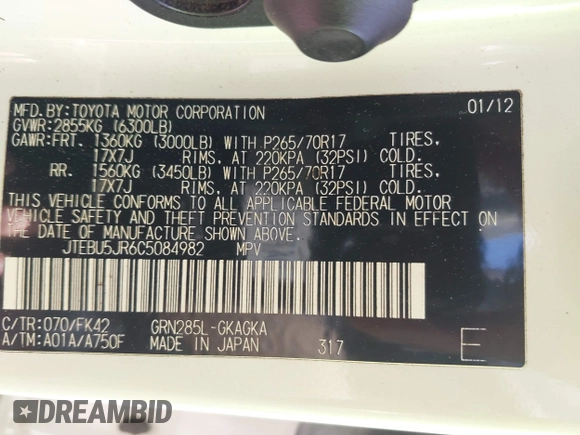 MFD.BY:TOYOTA MOTOR CORPORATION 01/12
GVWR:2855KG (6300LB)
GAWR:FRT. 1360KG (3000LB) WITH P265/70R17 TIRES,
17X7J RIMS, AT 220KPA (32PSI) COLD.
RR. 1560KG (3450LB) WITH P265/70R17 TIRES,
17X7J RIMS, AT 220KPA (32PSI) COLD.
THIS VEHICLE CONFORMS TO ALL APPLICABLE FEDERAL MOTOR
VEHICLE SAFETY AND THEFT PREVENTION STANDARDS IN EFFECT ON
THE DATE OF MANUFACTURE SHOWN ABOVE.
JTEBU5JR6C5084982 MPV
C/TR:070/FK42 GRN285L-GKAGKA
A/TM:A01A/A750F MADE IN JAPAN 317 E
DREAMBID